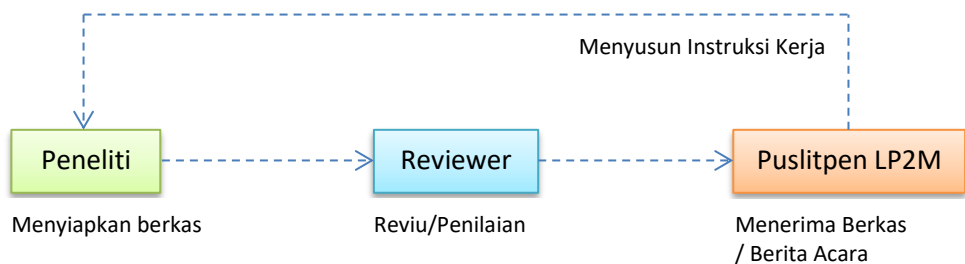 Menyusun Instruksi Kerja
Peneliti
Reviewer
Puslitpen LP2M
Menyiapkan berkas
Reviu/Penilaian
Menerima Berkas
/ Berita Acara